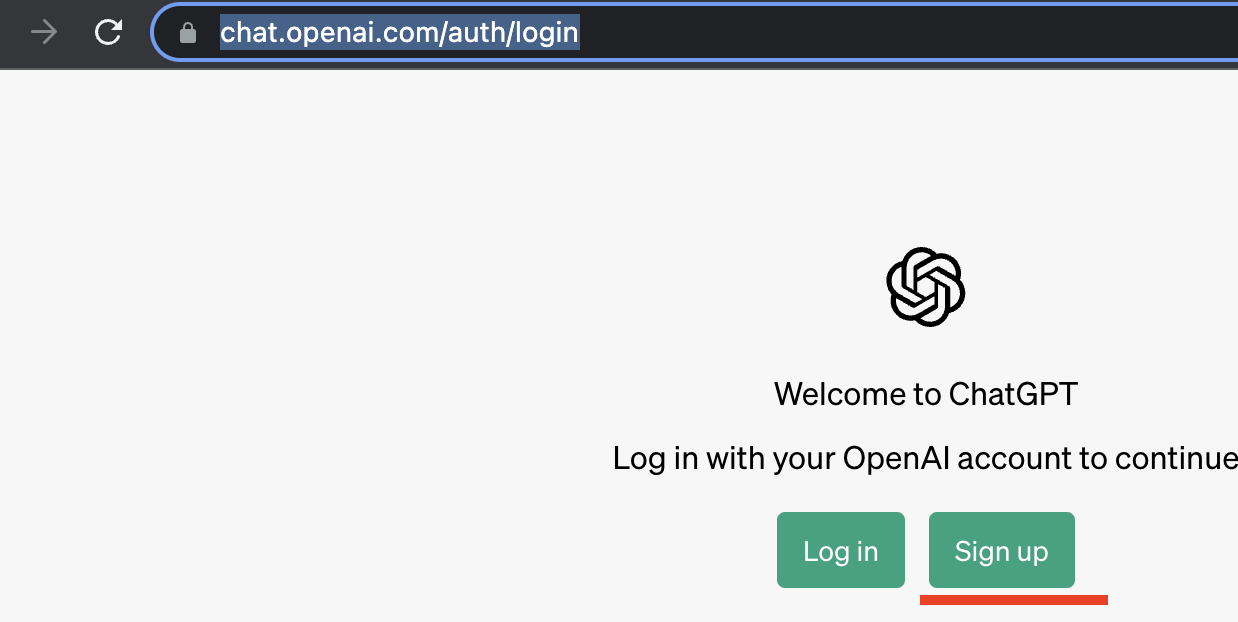 chat.openai.com/auth/login
Welcome to ChatGPT
Log in with your OpenAI account to continue
Log in
Sign up